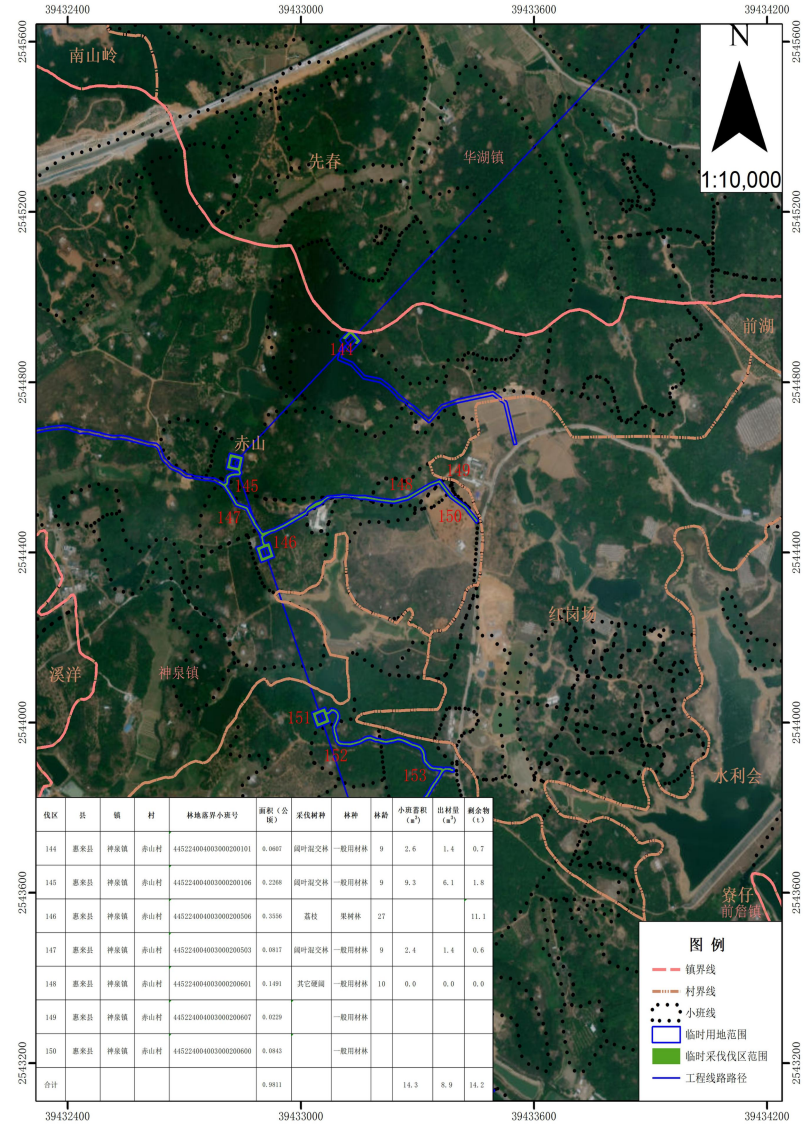 39432400 39433000 39433600 39434200
2545600
2545200
2544800
2544400
2544000
2543600
2543200
2545600
2545200
2544800
2544400
2544000
2543600
2543200
N
1:10,000
南山岭
先春
华湖镇
前湖
144
赤山
145
147
146
148
149
150
红岗场
溪洋
神泉镇
151
152
153
水利会
寮仔
前詹镇
伐区 县 镇 村 林地落界小班号 面积（公顷） 采伐树种 林种 林龄 小班蓄积（m³） 出材量（m³） 剩余物（t）
144 惠来县 神泉镇 赤山村 445224004003000200101 0.0607 阔叶混交林 一般用材林 9 2.6 1.4 0.7
145 惠来县 神泉镇 赤山村 445224004003000200106 0.2268 阔叶混交林 一般用材林 9 9.3 6.1 1.8
146 惠来县 神泉镇 赤山村 445224004003000200506 0.3556 荔枝 果树林 27 11.1
147 惠来县 神泉镇 赤山村 445224004003000200503 0.0817 阔叶混交林 一般用材林 9 2.4 1.4 0.6
148 惠来县 神泉镇 赤山村 445224004003000200601 0.1491 其它硬阔 一般用材林 10 0.0 0.0 0.0
149 惠来县 神泉镇 赤山村 445224004003000200607 0.0229 一般用材林
150 惠来县 神泉镇 赤山村 445224004003000200600 0.0843 一般用材林
合计 0.9811 14.3 8.9 14.2
图 例
镇界线
村界线
小班线
临时用地范围
临时采伐伐区范围
工程线路路径
39432400 39433000 39433600 39434200